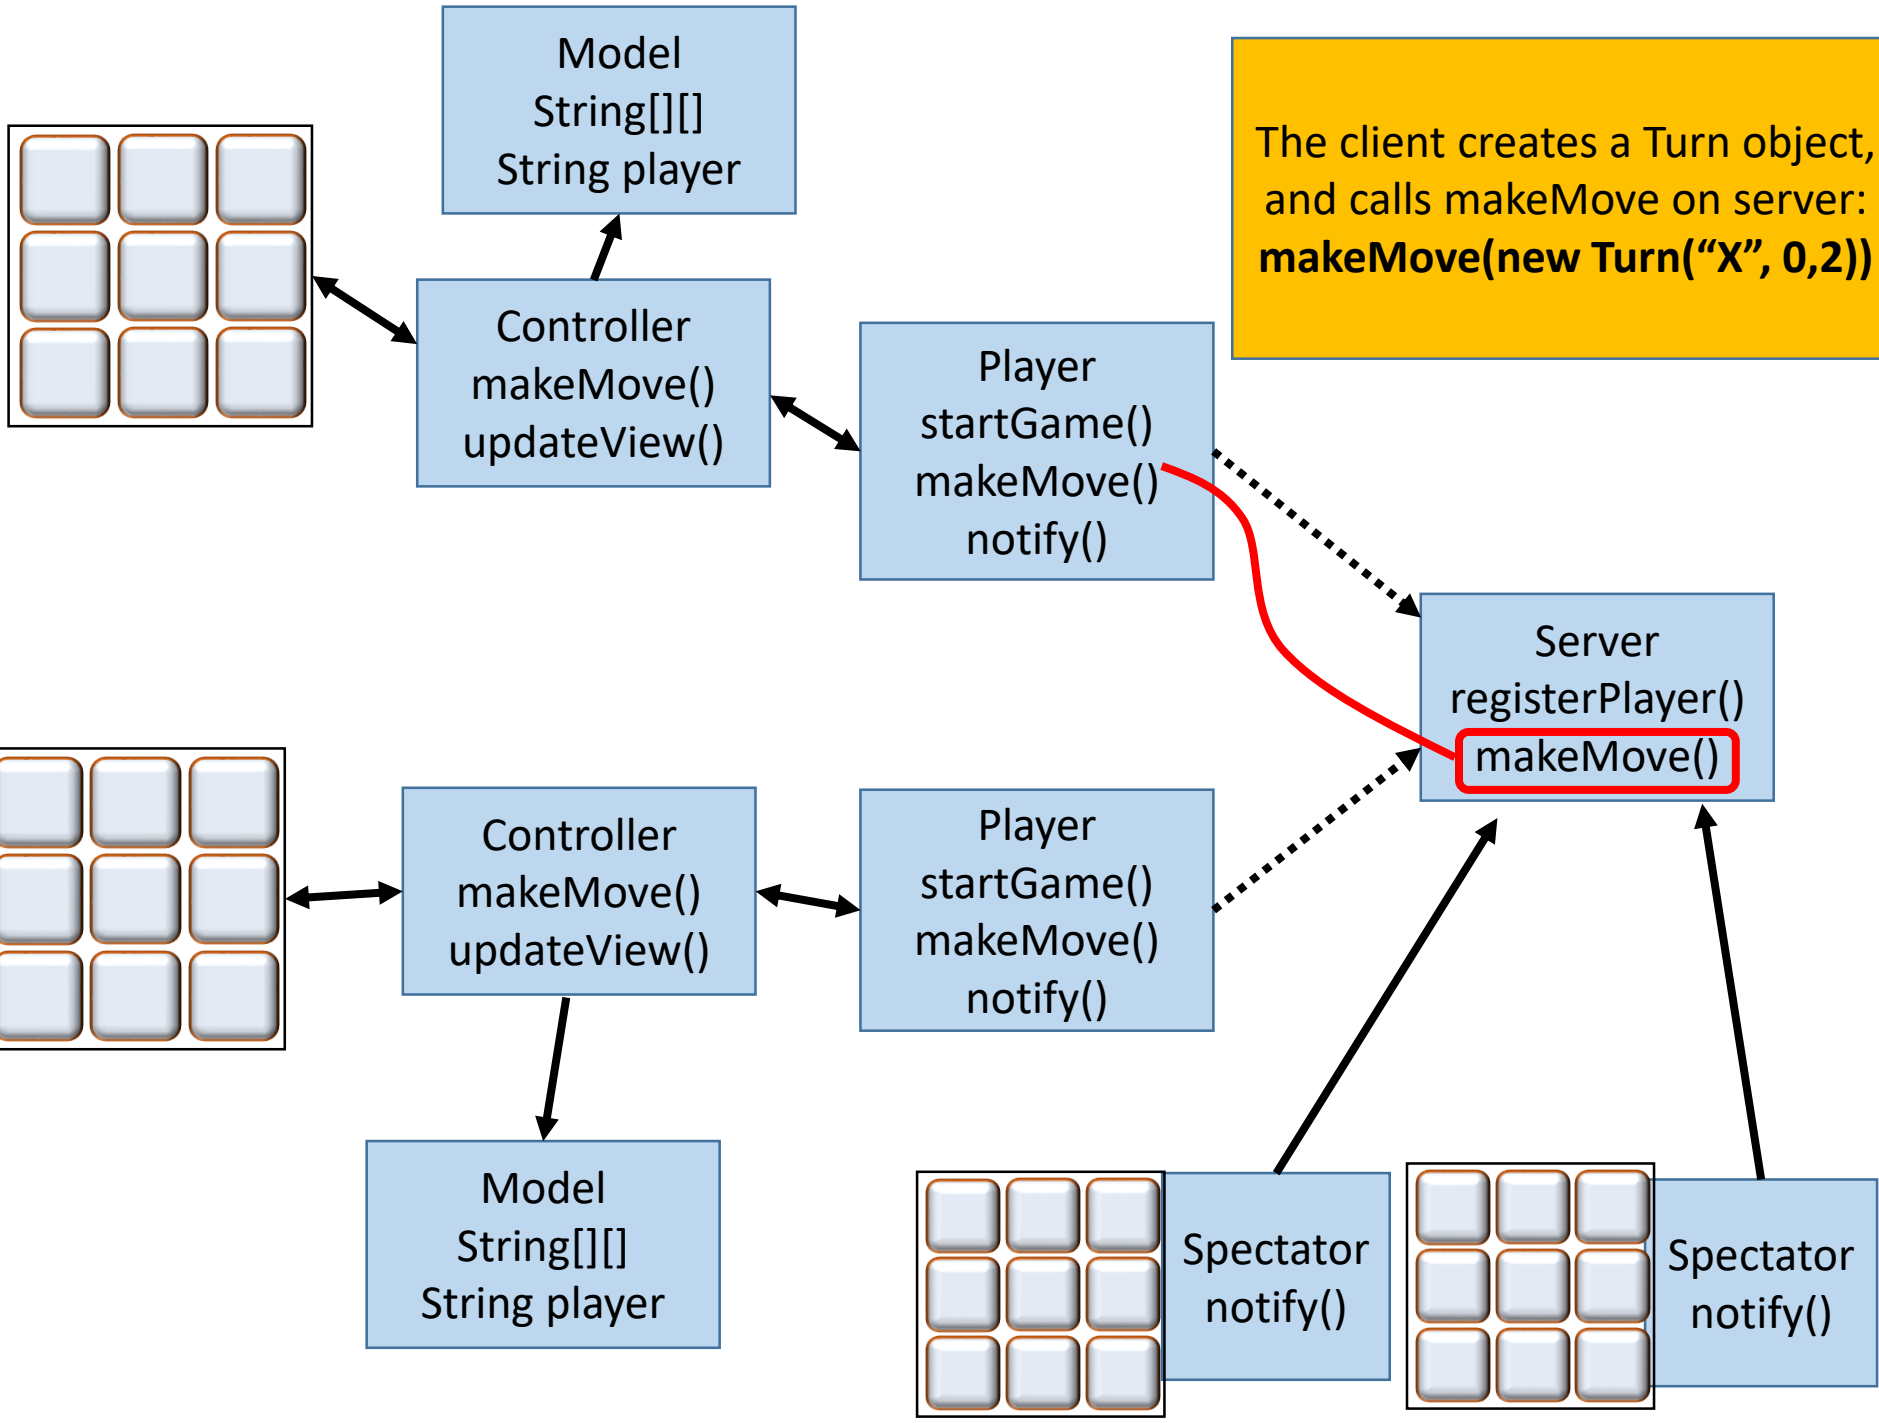 Model
String[][]
String player
The client creates a Turn object,
and calls makeMove on server:
makeMove(new Turn(“X”, 0,2))
Controller
makeMove()
updateView()
Player
startGame()
makeMove()
notify()
Server
registerPlayer()
makeMove()
Controller
makeMove()
updateView()
Player
startGame()
makeMove()
notify()
Model
String[][]
String player
Spectator
notify()
Spectator
notify()